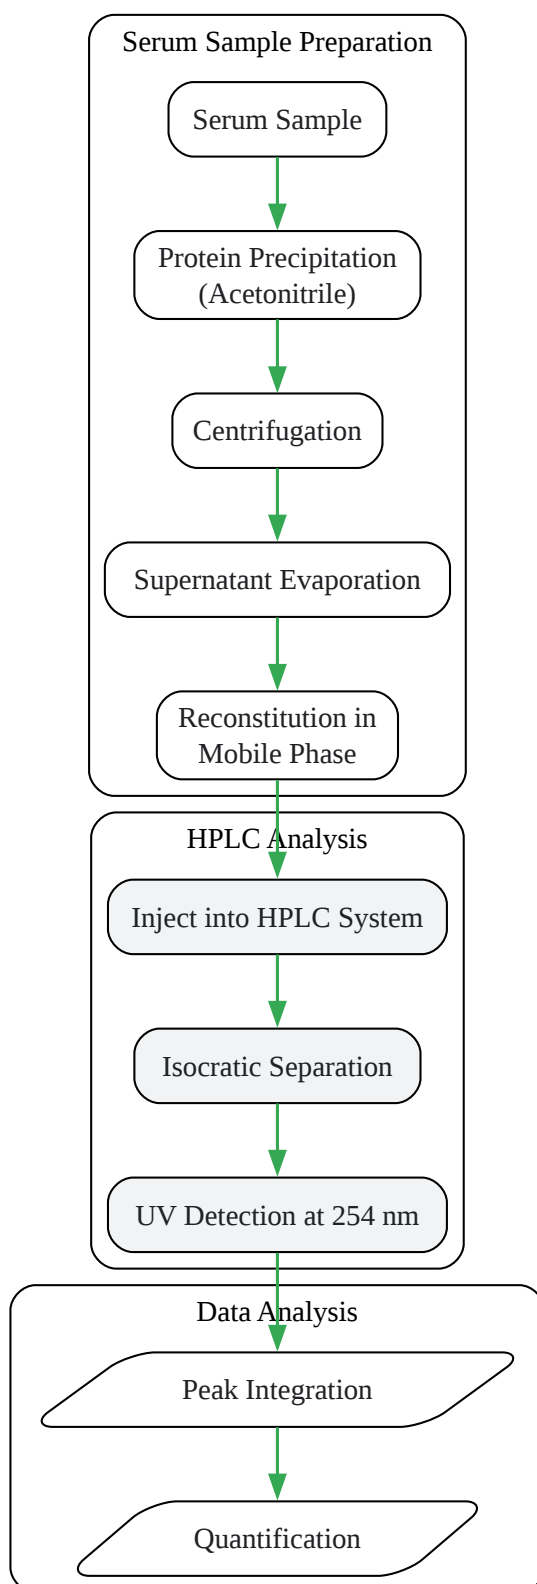 Serum Sample Preparation
Serum Sample
Protein Precipitation
(Acetonitrile)
Centrifugation
Supernatant Evaporation
Reconstitution in
Mobile Phase
HPLC Analysis
Inject into HPLC System
Isocratic Separation
UV Detection at 254 nm
Data Analysis
Peak Integration
Quantification